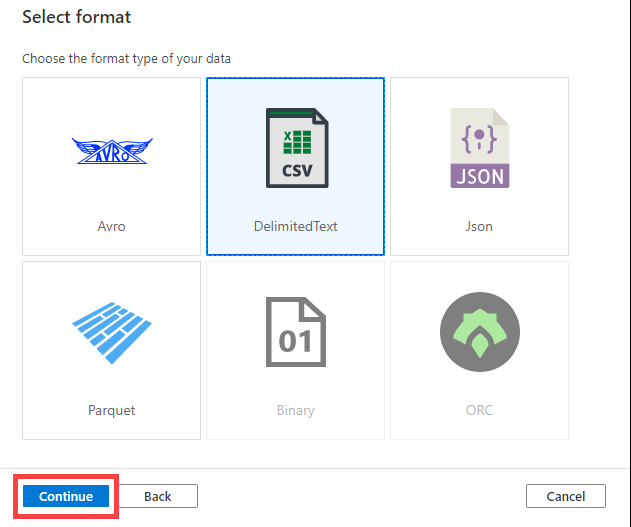 Select format
Choose the format type of your data
AVRO
CSV
{ }
JSON
Avro
DelimitedText
Json
01
Parquet
Binary
ORC
Continue
Back
Cancel